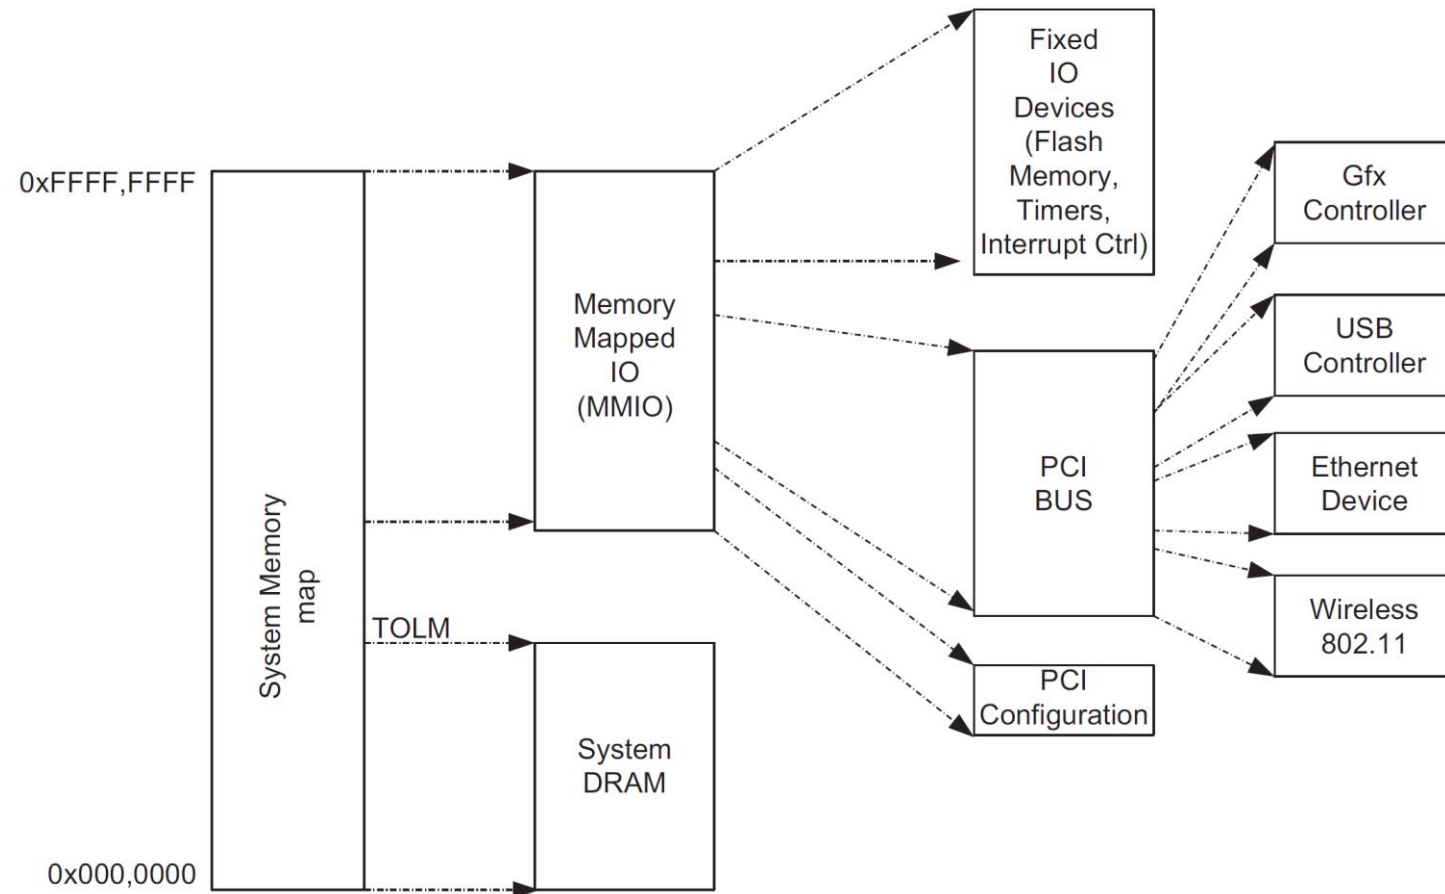 0xFFFF,FFFF
0x000,0000
System Memory
map
TOLM
Memory
Mapped
IO
(MMIO)
System
DRAM
Fixed
IO
Devices
(Flash
Memory,
Timers,
Interrupt Ctrl)
PCI
BUS
PCI
Configuration
Gfx
Controller
USB
Controller
Ethernet
Device
Wireless
802.11